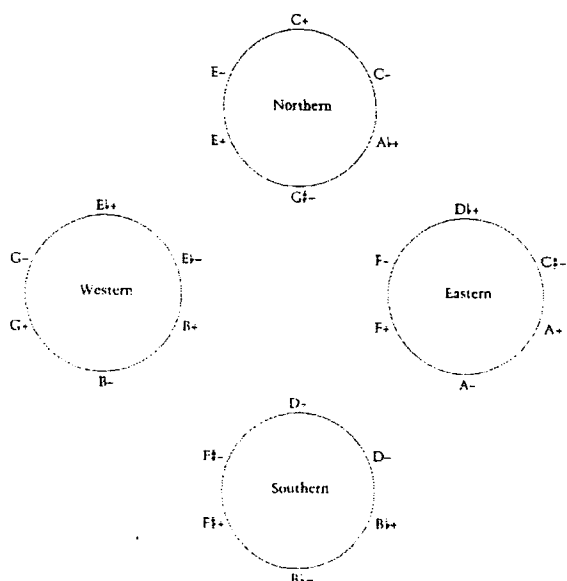 C+
E– C–
Northern
E+ A♭+
G♯–
E♭+ D♭+
G– E♭– F– C♯–
Western Eastern
G+ B+ F+ A+
B– A–
D+
F♯– D–
Southern
F♯+ B♭+
B♭–